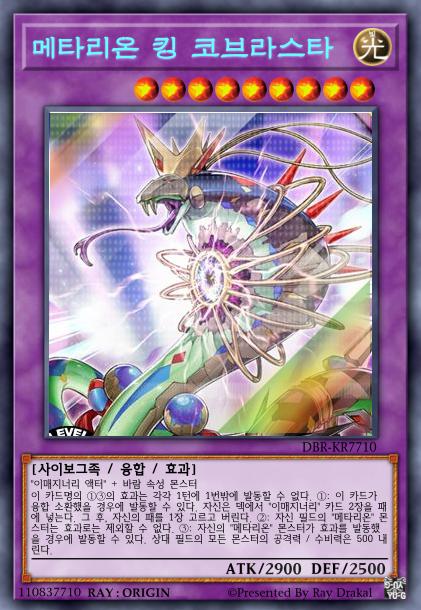 메타리온 킹 코브라스타
光
LEVEL
DBR-KR7710
[사이보그족 / 융합 / 효과]
"이매지너리 액터" + 바람 속성 몬스터
이 카드명의 ①③의 효과는 각각 1턴에 1번밖에 발동할 수 없다. ①: 이 카드가
융합 소환했을 경우에 발동할 수 있다. 자신은 덱에서 "이매지너리" 카드 2장을 패
에 넣는다. 그 후, 자신의 패를 1장 고르고 버린다. ②: 자신 필드의 "메타리온" 몬
스터는 효과로는 제외할 수 없다. ③: 자신의 "메타리온" 몬스터가 효과를 발동했
을 경우에 발동할 수 있다. 상대 필드의 모든 몬스터의 공격력 / 수비력은 500 내
린다.
ATK/2900 DEF/2500
110837710 RAY : ORIGIN
©Presented By Ray Drakal